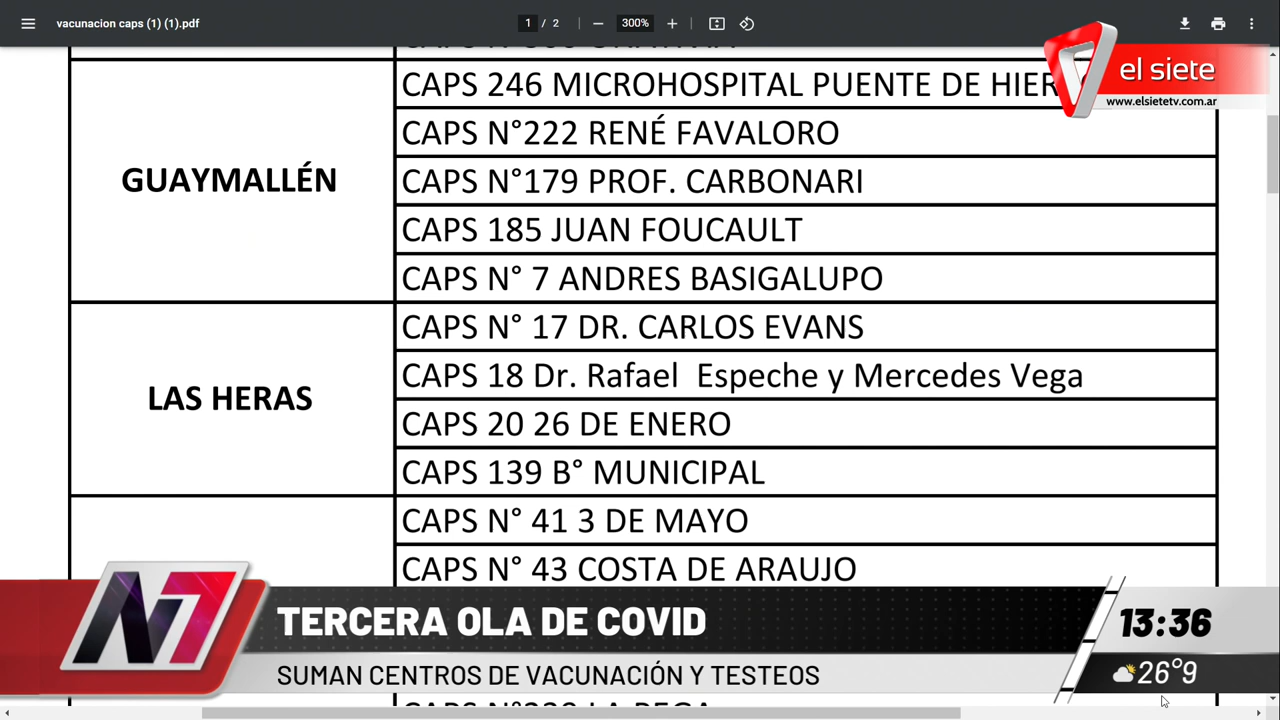 vacunacion caps (1) (1).pdf
1 / 2
300%
el siete
www.elsietetv.com.ar
GUAYMALLÉN
CAPS 246 MICROHOSPITAL PUENTE DE HIER
CAPS N°222 RENÉ FAVALORO
CAPS N°179 PROF. CARBONARI
CAPS 185 JUAN FOUCAULT
CAPS N° 7 ANDRES BASIGALUPO
LAS HERAS
CAPS N° 17 DR. CARLOS EVANS
CAPS 18 Dr. Rafael  Espeche y Mercedes Vega
CAPS 20 26 DE ENERO
CAPS 139 B° MUNICIPAL
CAPS N° 41 3 DE MAYO
CAPS N° 43 COSTA DE ARAUJO
N7
TERCERA OLA DE COVID
SUMAN CENTROS DE VACUNACIÓN Y TESTEOS
13:36
26°9